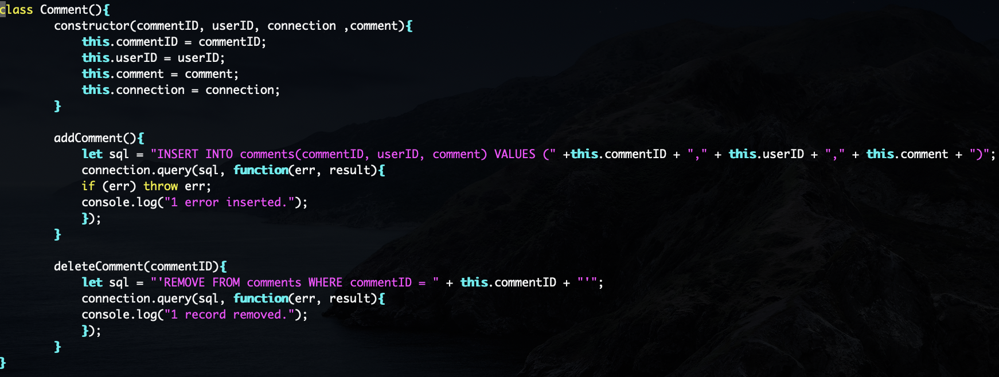 class Comment(){
constructor(commentID, userID, connection ,comment){
this.commentID = commentID;
this.userID = userID;
this.comment = comment;
this.connection = connection;
}
addComment(){
let sql = "INSERT INTO comments(commentID, userID, comment) VALUES (" +this.commentID + "," + this.userID + "," + this.comment + ")";
connection.query(sql, function(err, result){
if (err) throw err;
console.log("1 error inserted.");
});
}
deleteComment(commentID){
let sql = "'REMOVE FROM comments WHERE commentID = " + this.commentID + "'";
connection.query(sql, function(err, result){
console.log("1 record removed.");
});
}
}